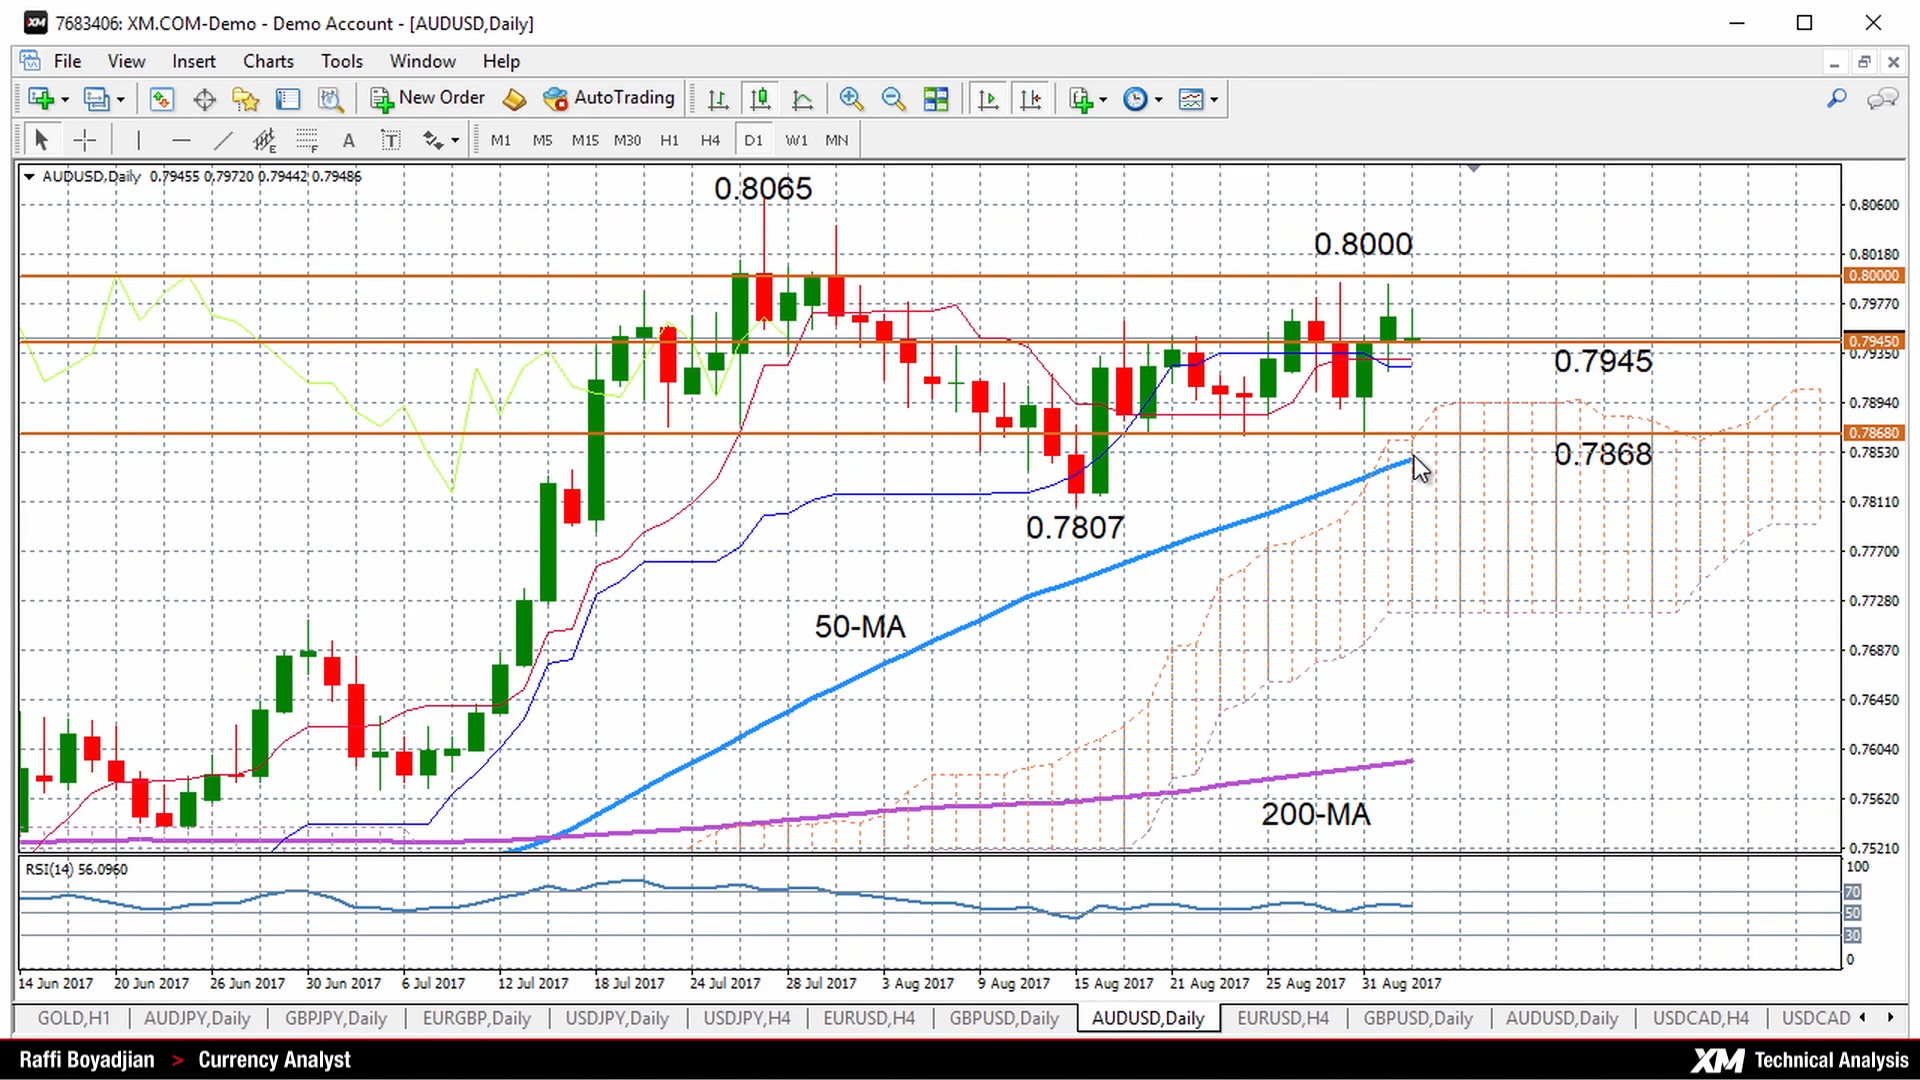 XM 7683406: XM.COM-Demo - Demo Account - [AUDUSD,Daily]
File View Insert Charts Tools Window Help
New Order AutoTrading
A T M1 M5 M15 M30 H1 H4 D1 W1 MN
AUDUSD,Daily 0.79455 0.79720 0.79442 0.79486
0.8065
0.80600
0.8000
0.80180
0.80000
0.79770
0.79450
0.79350
0.7945
0.78940
0.78680
0.78530
0.7868
0.78110
0.7807
0.77700
0.77280
50-MA
0.76870
0.76450
0.76040
0.75620
200-MA
0.75210
RSI(14) 56.0960
100
70
50
30
0
14 Jun 2017 20 Jun 2017 26 Jun 2017 30 Jun 2017 6 Jul 2017 12 Jul 2017 18 Jul 2017 24 Jul 2017 28 Jul 2017 3 Aug 2017 9 Aug 2017 15 Aug 2017 21 Aug 2017 25 Aug 2017 31 Aug 2017
GOLD,H1 AUDJPY,Daily GBPJPY,Daily EURGBP,Daily USDJPY,Daily USDJPY,H4 EURUSD,H4 GBPUSD,Daily AUDUSD,Daily EURUSD,H4 GBPUSD,Daily AUDUSD,Daily USDCAD,H4 USDCAD
Raffi Boyadjian > Currency Analyst XM Technical Analysis